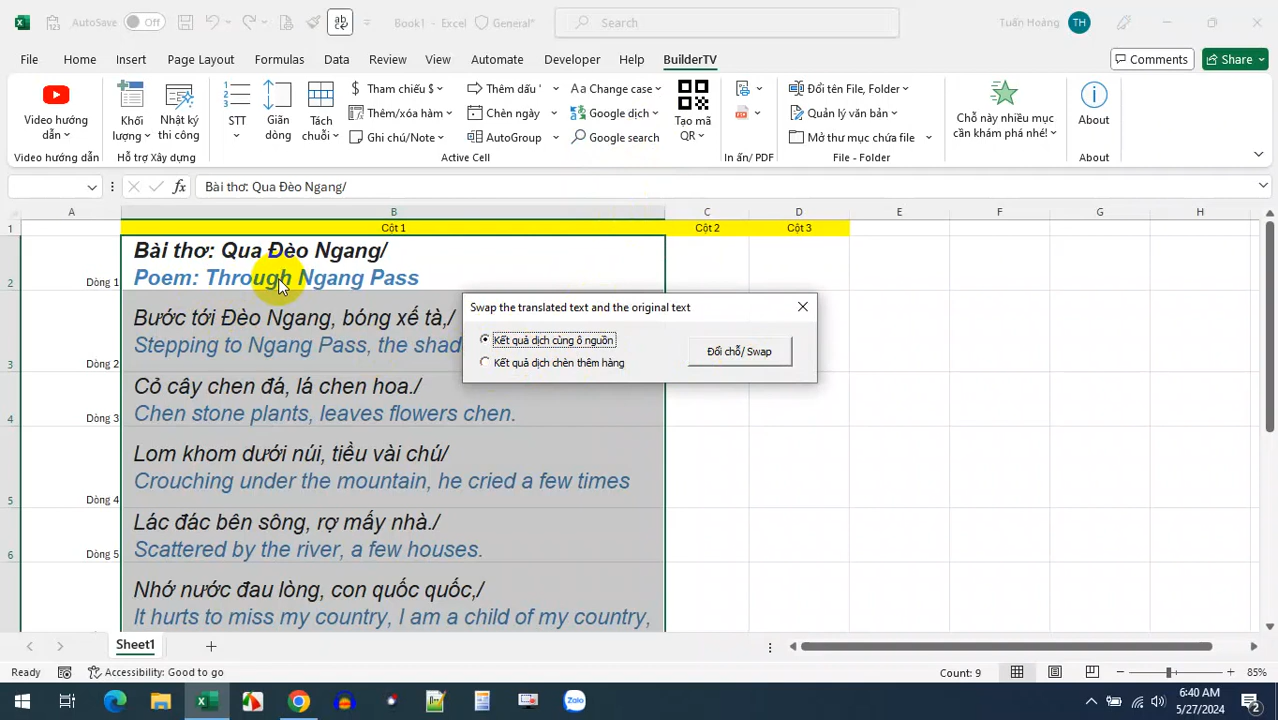 AutoSave Off Book1 - Excel General* Search Tuấn Hoàng TH
File Home Insert Page Layout Formulas Data Review View Automate Developer Help BuilderTV Comments Share
Video hướng dẫn
Video hướng dẫn
Khối lượng
Nhật ký thi công
Hỗ trợ Xây dựng
STT
Giãn dòng
Tách chuỗi
Tham chiếu $
Thêm/xóa hàm
Ghi chú/Note
Thêm dấu '
Chèn ngày
AutoGroup
Change case
Google dịch
Google search
Tạo mã QR
Active Cell
In ấn/ PDF
Đổi tên File, Folder
Quản lý văn bản
Mở thư mục chứa file
File - Folder
Chỗ này nhiều mục cần khám phá nhé!
About
About
fx Bài thơ: Qua Đèo Ngang/
A B C D E F G H
1 Cột 1 Cột 2 Cột 3
2 Dòng 1 Bài thơ: Qua Đèo Ngang/
Poem: Through Ngang Pass
3 Dòng 2 Bước tới Đèo Ngang, bóng xế tà,/
Stepping to Ngang Pass, the shad
4 Dòng 3 Cỏ cây chen đá, lá chen hoa./
Chen stone plants, leaves flowers chen.
5 Dòng 4 Lom khom dưới núi, tiều vài chú/
Crouching under the mountain, he cried a few times
6 Dòng 5 Lác đác bên sông, rợ mấy nhà./
Scattered by the river, a few houses.
Nhớ nước đau lòng, con quốc quốc,/
It hurts to miss my country, I am a child of my country,
Swap the translated text and the original text
Kết quả dịch cùng ô nguồn
Kết quả dịch chèn thêm hàng
Đổi chỗ/ Swap
Sheet1
Ready Accessibility: Good to go Count: 9 85%
Zalo
6:40 AM
5/27/2024
2